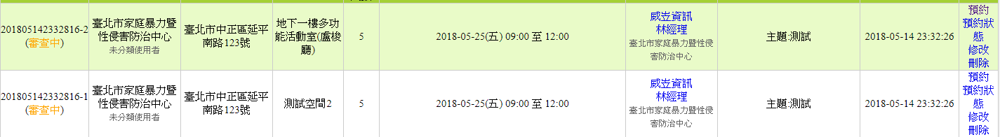 201805142332816-2
(審查中)
臺北市家庭暴力暨
性侵害防治中心
未分類使用者
臺北市中正區延平
南路123號
地下一樓多功
能活動室(盧梭
廳)
5
2018-05-25(五) 09:00 至 12:00
威岦資訊
林經理
臺北市家庭暴力暨性侵
害防治中心
主題:測試
2018-05-14 23:32:26
預約
預約狀
態
修改
刪除
201805142332816-1
(審查中)
臺北市家庭暴力暨
性侵害防治中心
未分類使用者
臺北市中正區延平
南路123號
測試空間2
5
2018-05-25(五) 09:00 至 12:00
威岦資訊
林經理
臺北市家庭暴力暨性侵
害防治中心
主題:測試
2018-05-14 23:32:26
預約
預約狀
態
修改
刪除